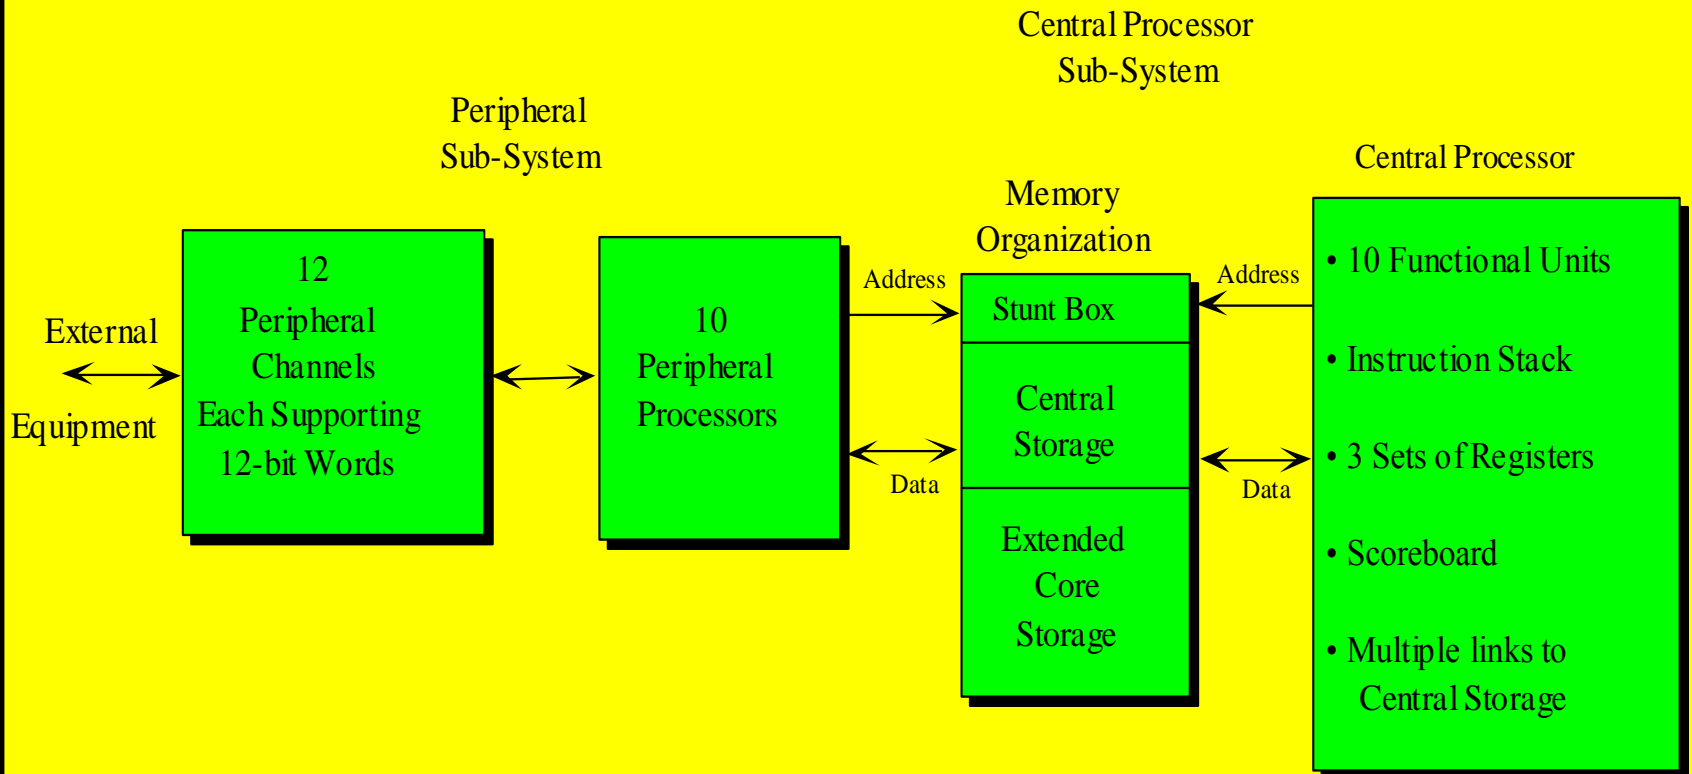 Central Processor
Sub-System
Peripheral
Sub-System
Central Processor
Memory
Organization
External
Equipment
12
Peripheral
Channels
Each Supporting
12-bit Words
10
Peripheral
Processors
Address
Data
Stunt Box
Central
Storage
Extended
Core
Storage
Address
Data
• 10 Functional Units
• Instruction Stack
• 3 Sets of Registers
• Scoreboard
• Multiple links to
Central Storage